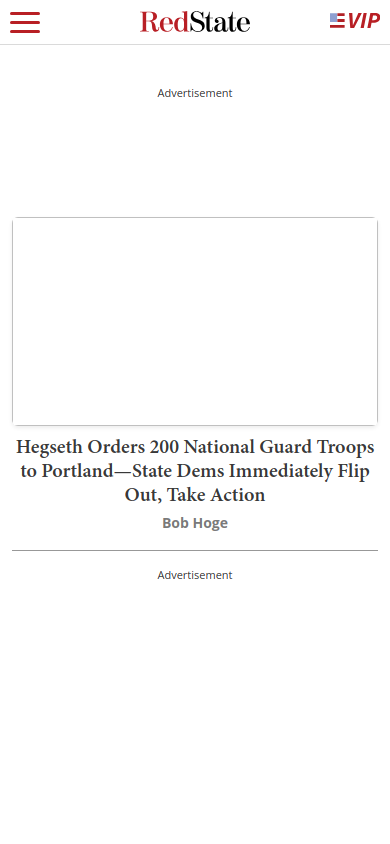 RedState
VIP
Advertisement
Hegseth Orders 200 National Guard Troops
to Portland—State Dems Immediately Flip
Out, Take Action
Bob Hoge
Advertisement